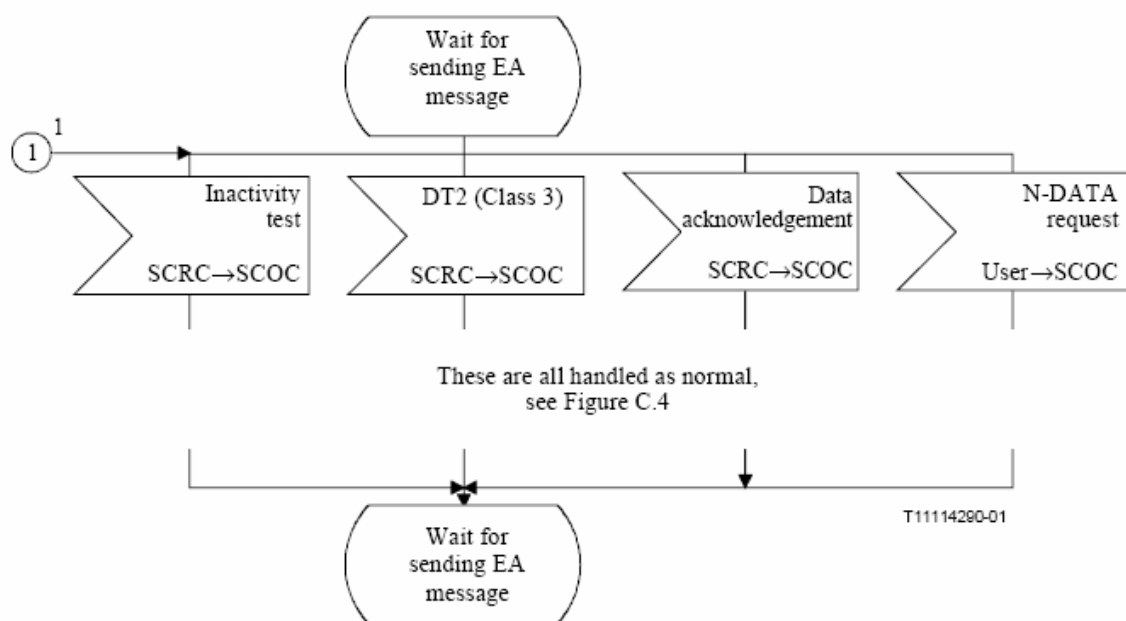 Wait for
sending EA
message
1
1
Inactivity
test
SCRC→SCOC
DT2 (Class 3)
SCRC→SCOC
Data
acknowledgement
SCRC→SCOC
N-DATA
request
User→SCOC
These are all handled as normal,
see Figure C.4
T11114290-01
Wait for
sending EA
message